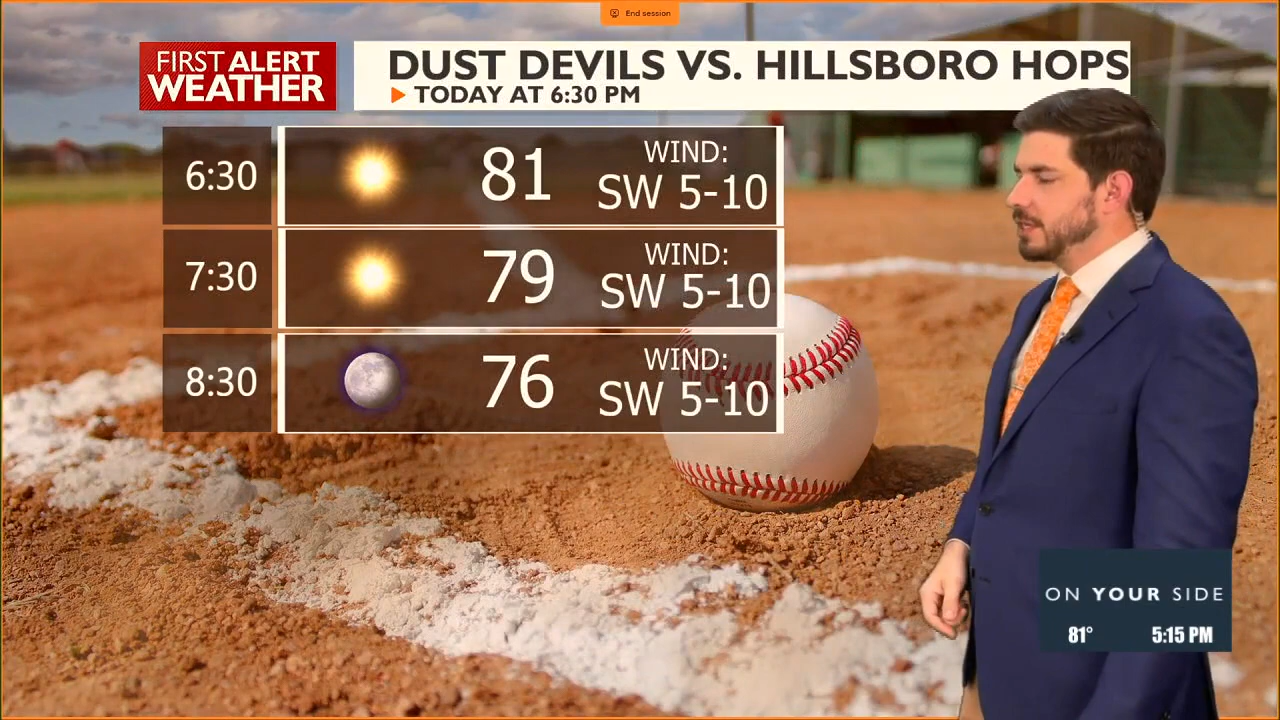 End session
FIRST ALERT
WEATHER
DUST DEVILS VS. HILLSBORO HOPS
TODAY AT 6:30 PM
6:30
81
WIND:
SW 5-10
7:30
79
WIND:
SW 5-10
8:30
76
WIND:
SW 5-10
ON YOUR SIDE
81° 5:15 PM